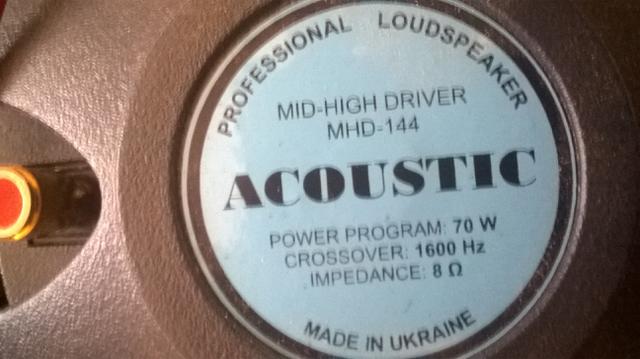 PROFESSIONAL LOUDSPEAKER
MID-HIGH DRIVER
MHD-144
ACOUSTIC
POWER PROGRAM: 70 W
CROSSOVER: 1600 Hz
IMPEDANCE: 8 Ω
MADE IN UKRAINE